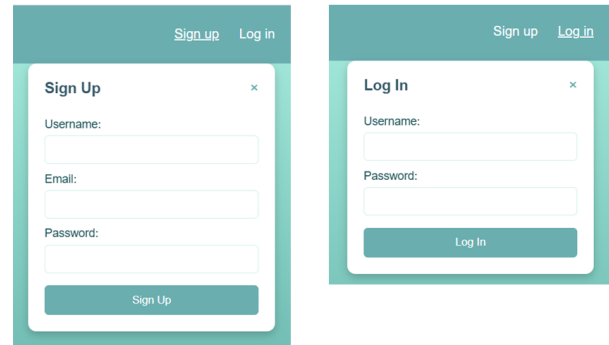 Sign up Log in
Sign Up ×
Username:
Email:
Password:
Sign Up
Sign up Log in
Log In ×
Username:
Password:
Log In